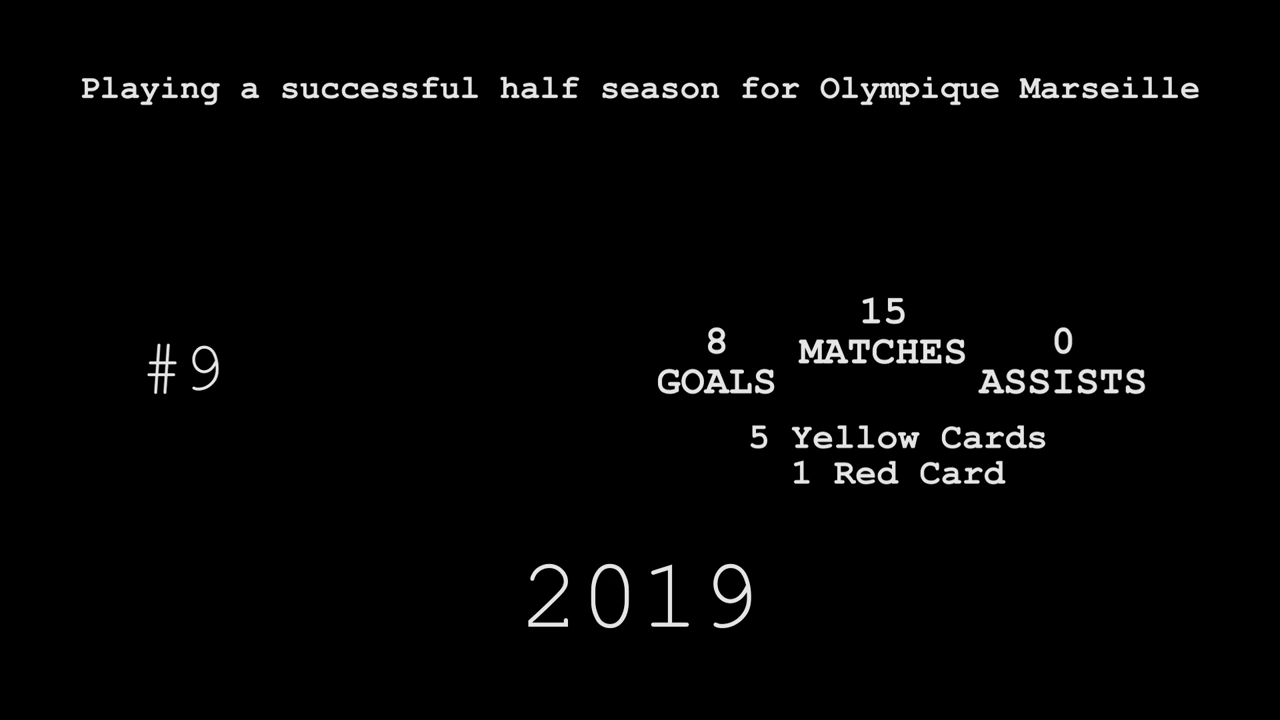 Playing a successful half season for Olympique Marseille
#9
8
GOALS
15
MATCHES
0
ASSISTS
5 Yellow Cards
1 Red Card
2019